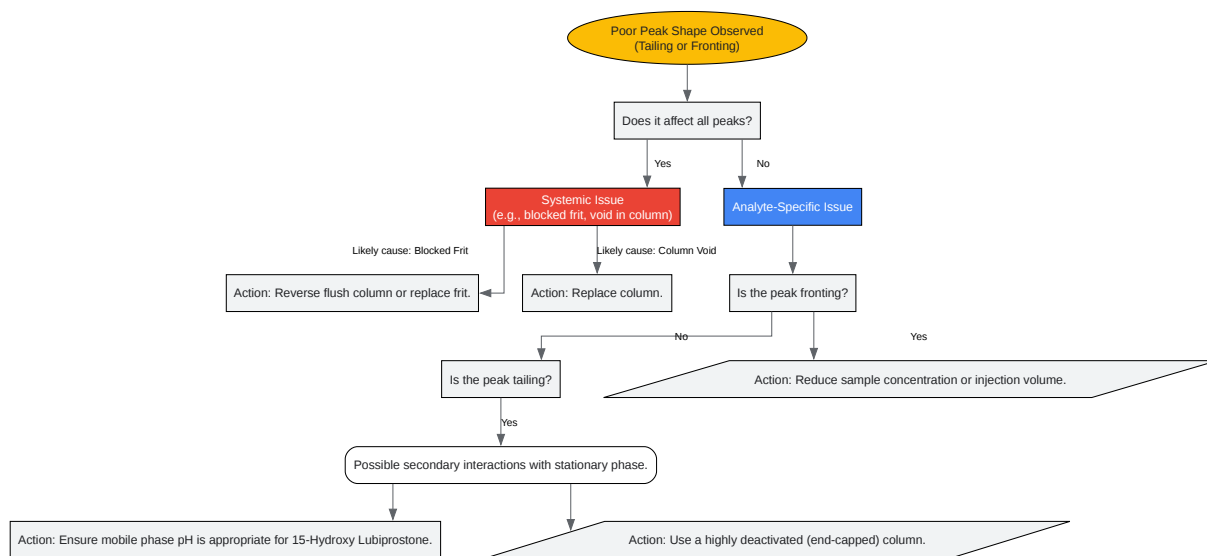 Poor Peak Shape Observed
(Tailing or Fronting)
Does it affect all peaks?
Yes
No
Systemic Issue
(e.g., blocked frit, void in column)
Analyte-Specific Issue
Likely cause: Blocked Frit
Likely cause: Column Void
Action: Reverse flush column or replace frit.
Action: Replace column.
Is the peak fronting?
No
Yes
Is the peak tailing?
Action: Reduce sample concentration or injection volume.
Yes
Possible secondary interactions with stationary phase.
Action: Ensure mobile phase pH is appropriate for 15-Hydroxy Lubiprostone.
Action: Use a highly deactivated (end-capped) column.